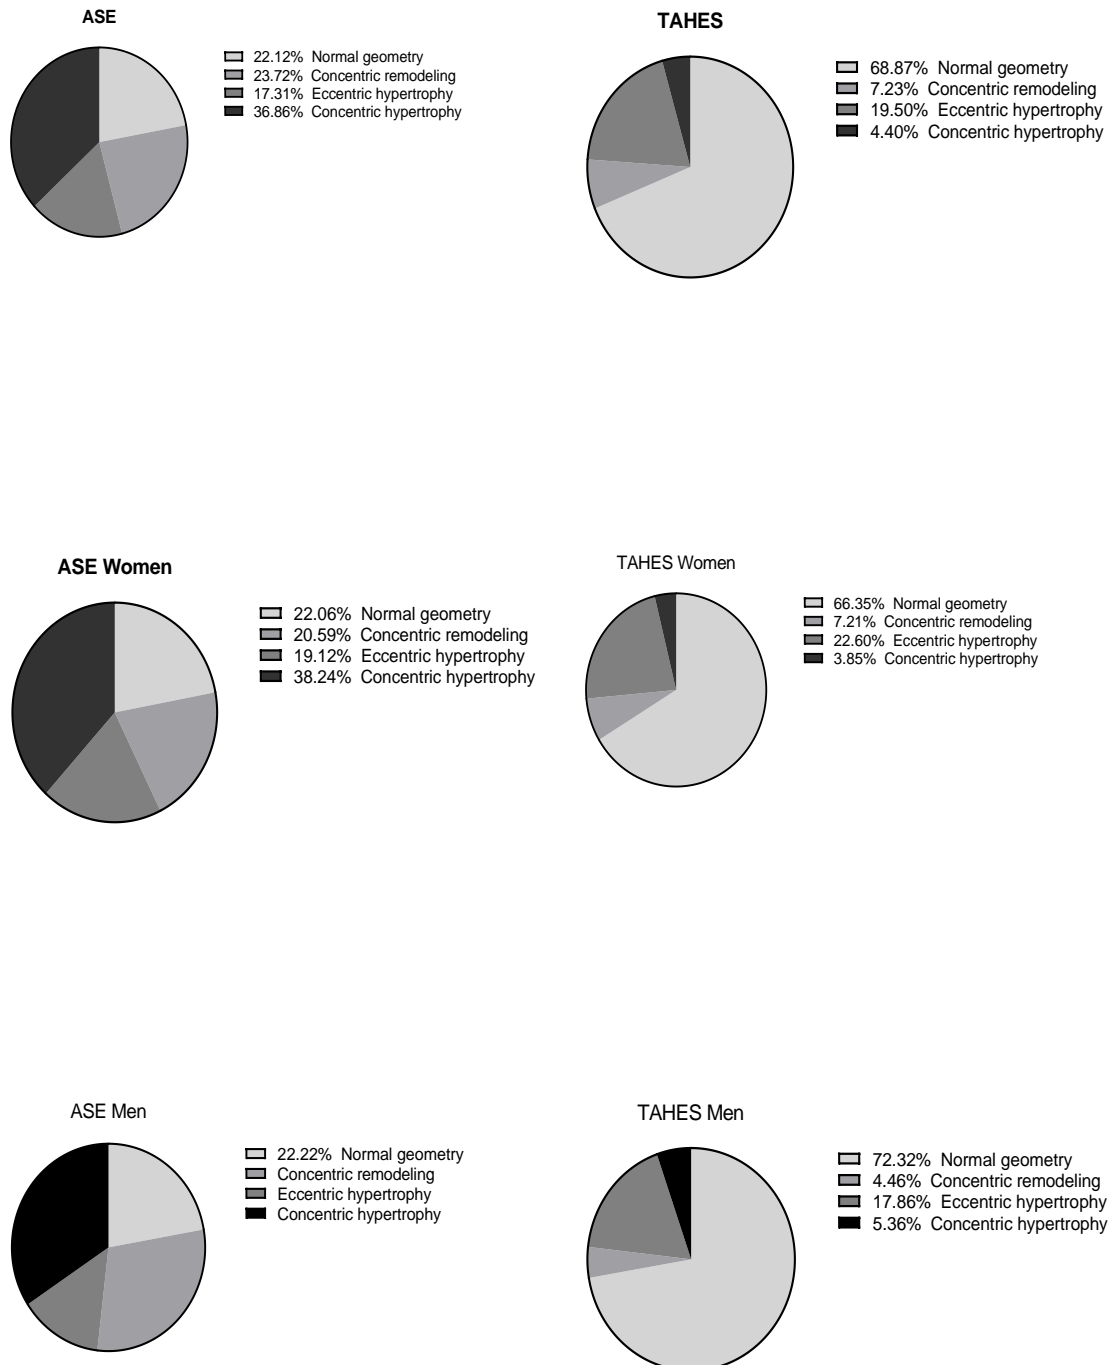 ASE
22.12% Normal geometry
23.72% Concentric remodeling
17.31% Eccentric hypertrophy
36.86% Concentric hypertrophy
TAHES
68.87% Normal geometry
7.23% Concentric remodeling
19.50% Eccentric hypertrophy
4.40% Concentric hypertrophy
ASE Women
22.06% Normal geometry
20.59% Concentric remodeling
19.12% Eccentric hypertrophy
38.24% Concentric hypertrophy
TAHES Women
66.35% Normal geometry
7.21% Concentric remodeling
22.60% Eccentric hypertrophy
3.85% Concentric hypertrophy
ASE Men
22.22% Normal geometry
Concentric remodeling
Eccentric hypertrophy
Concentric hypertrophy
TAHES Men
72.32% Normal geometry
4.46% Concentric remodeling
17.86% Eccentric hypertrophy
5.36% Concentric hypertrophy